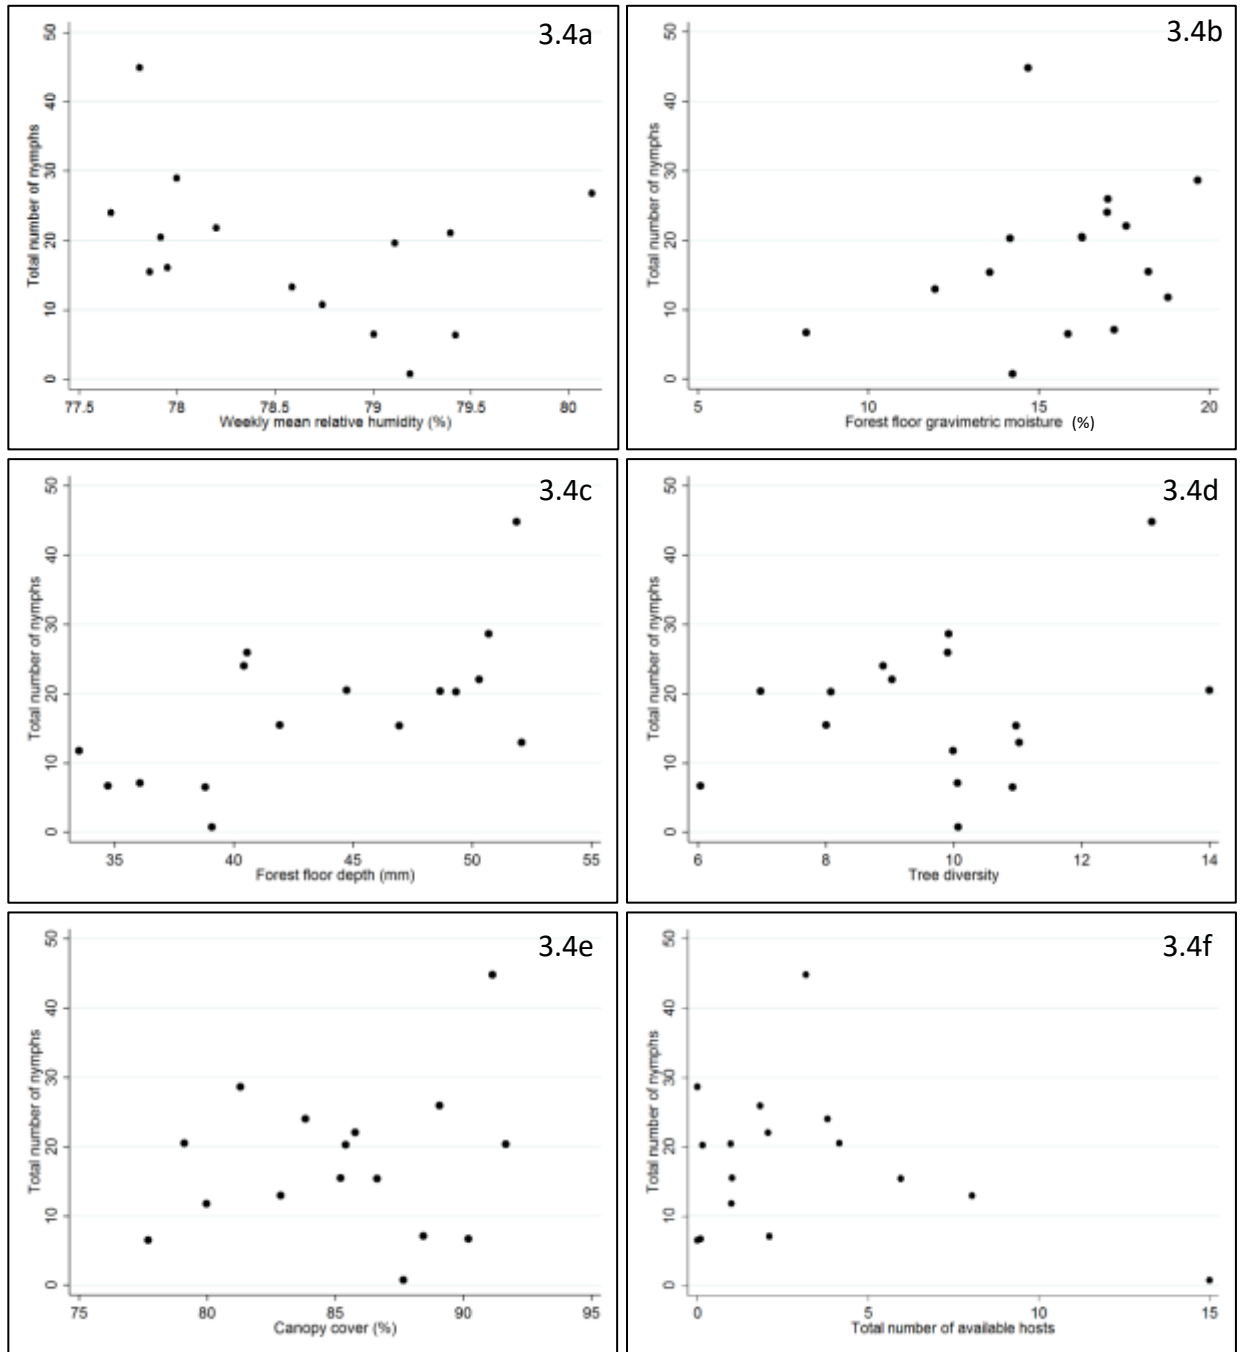 3.4a
50
40
30
20
10
0
Total number of nymphs
77.5 78 78.5 79 79.5 80
Weekly mean relative humidity (%)
3.4b
50
40
30
20
10
0
Total number of nymphs
5 10 15 20
Forest floor gravimetric moisture (%)
3.4c
50
40
30
20
10
0
Total number of nymphs
35 40 45 50 55
Forest floor depth (mm)
3.4d
50
40
30
20
10
0
Total number of nymphs
6 8 10 12 14
Tree diversity
3.4e
50
40
30
20
10
0
Total number of nymphs
75 80 85 90 95
Canopy cover (%)
3.4f
50
40
30
20
10
0
Total number of nymphs
0 5 10 15
Total number of available hosts